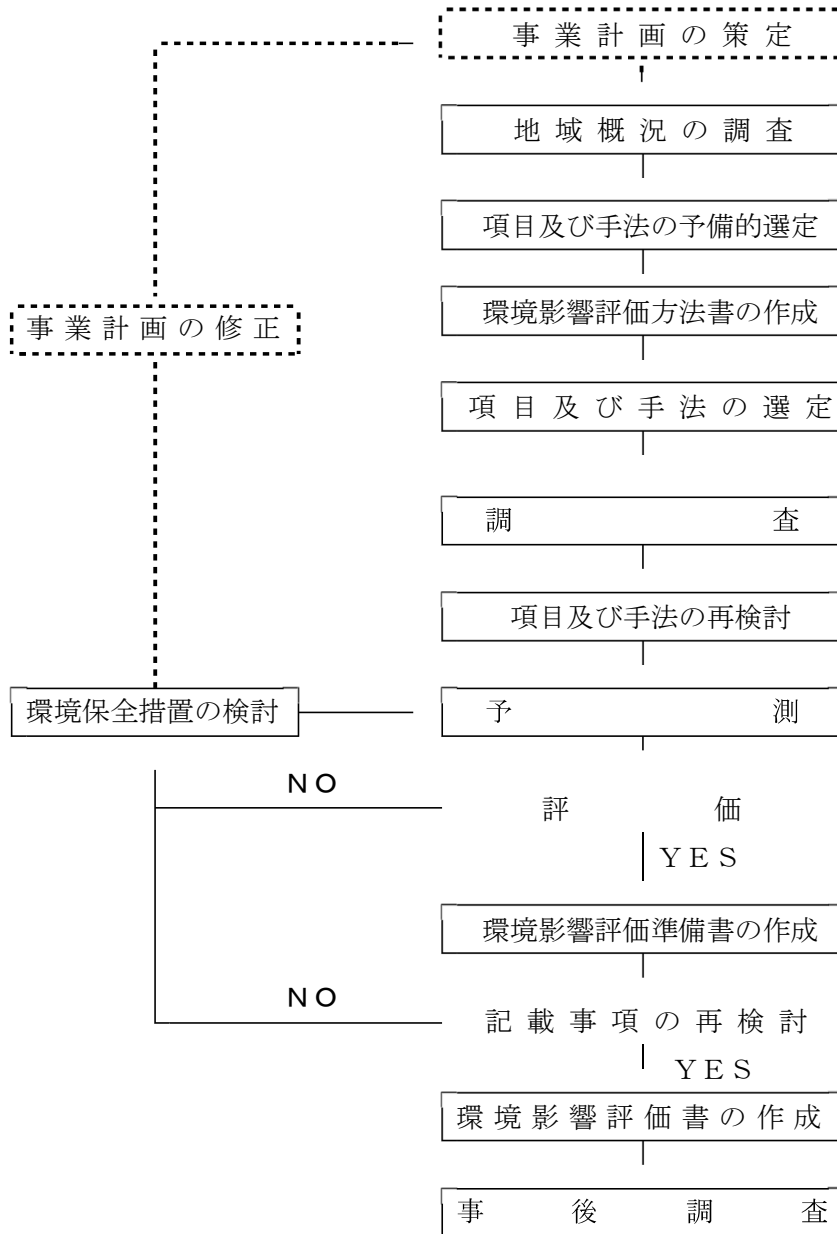 事業計画の策定
地域概況の調査
項目及び手法の予備的選定
環境影響評価方法書の作成
事業計画の修正
項目及び手法の選定
調査
項目及び手法の再検討
環境保全措置の検討
予測
ＮＯ
評価
ＹＥＳ
環境影響評価準備書の作成
ＮＯ
記載事項の再検討
ＹＥＳ
環境影響評価書の作成
事後調査